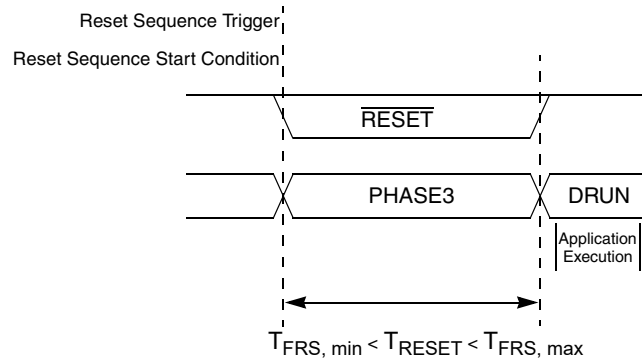 Reset Sequence Trigger
Reset Sequence Start Condition
RESET
PHASE3
DRUN
Application
Execution
TFRS, min < TRESET < TFRS, max